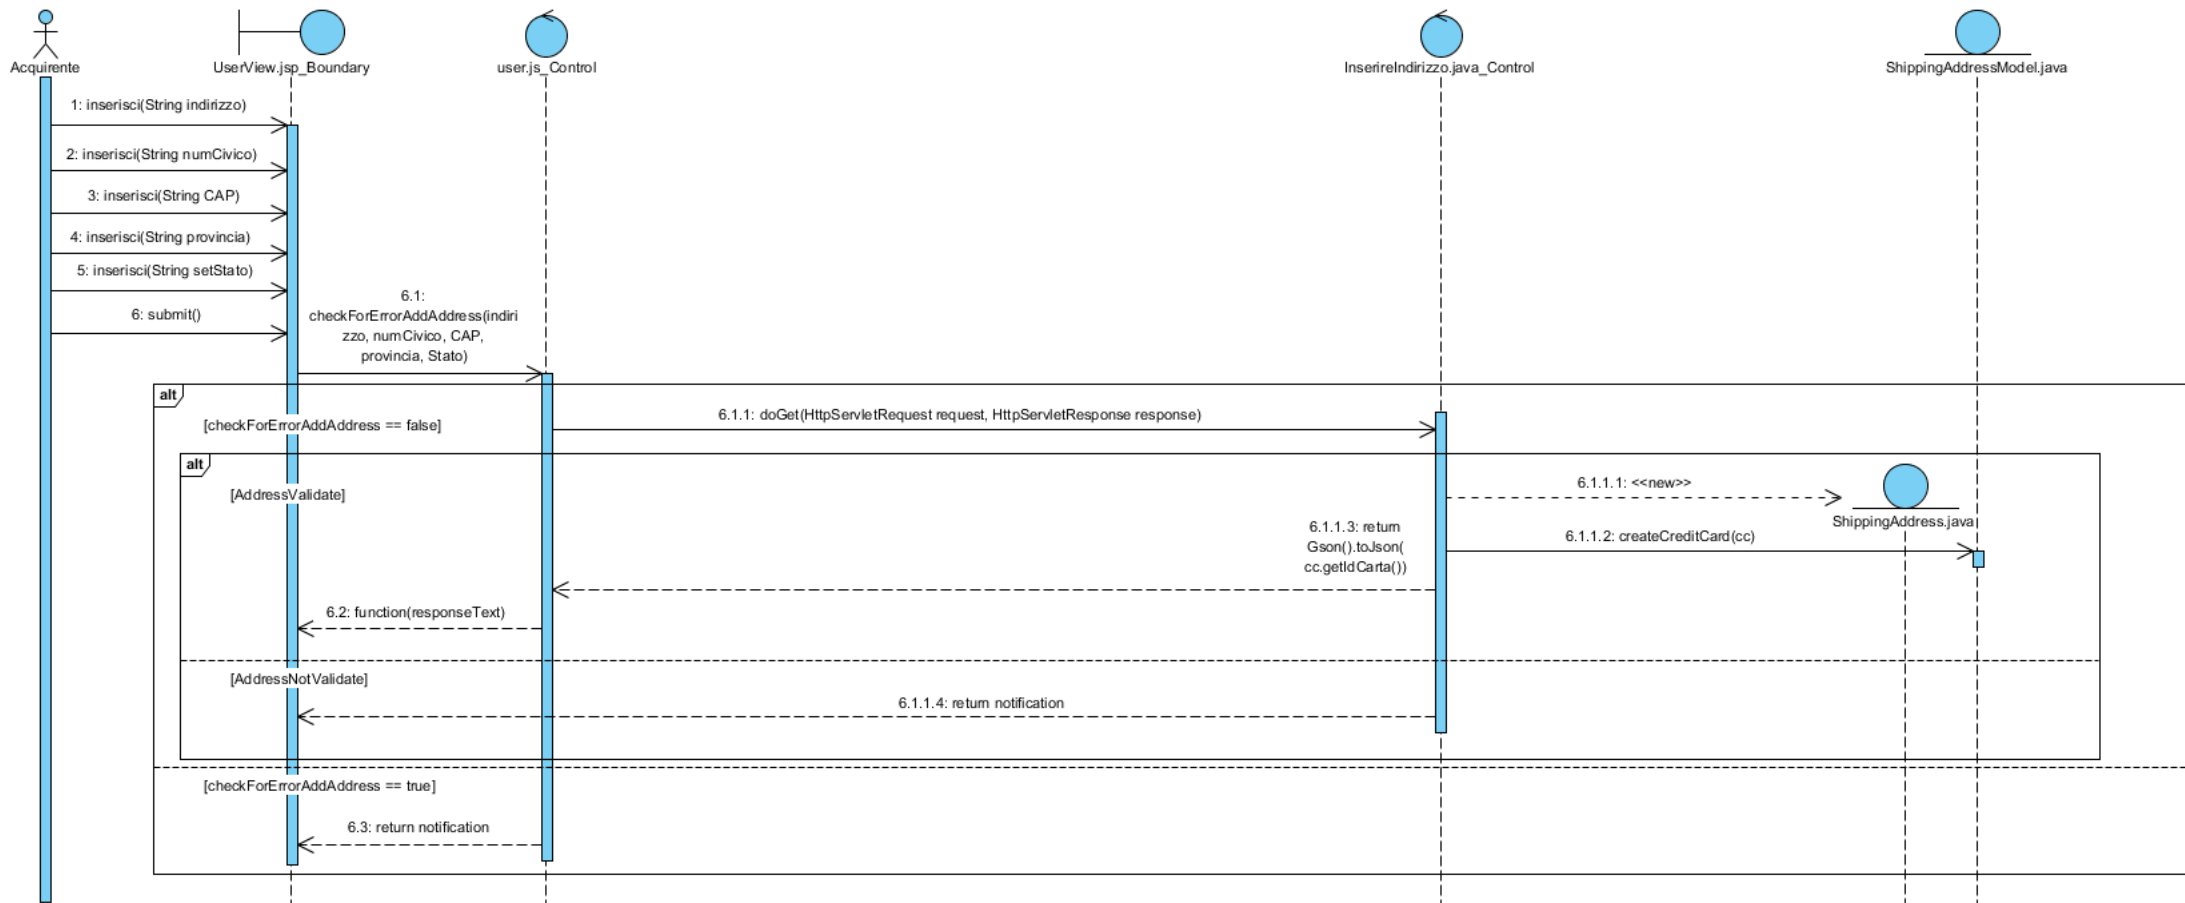 Acquirente
UserView.jsp_Boundary
user.js_Control
InserireIndirizzo.java_Control
ShippingAddressModel.java
1: inserisci(String indirizzo)
2: inserisci(String numCivico)
3: inserisci(String CAP)
4: inserisci(String provincia)
5: inserisci(String setStato)
6: submit()
6.1:
checkForErrorAddAddress(indiri
zzo, numCivico, CAP,
provincia, Stato)
alt
[checkForErrorAddAddress == false]
6.1.1: doGet(HttpServletRequest request, HttpServletResponse response)
alt
[AddressValidate]
6.1.1.1: <<new>>
ShippingAddress.java
6.1.1.2: createCreditCard(cc)
6.1.1.3: return
Gson().toJson(
cc.getIdCarta())
6.2: function(responseText)
[AddressNotValidate]
6.1.1.4: return notification
[checkForErrorAddAddress == true]
6.3: return notification